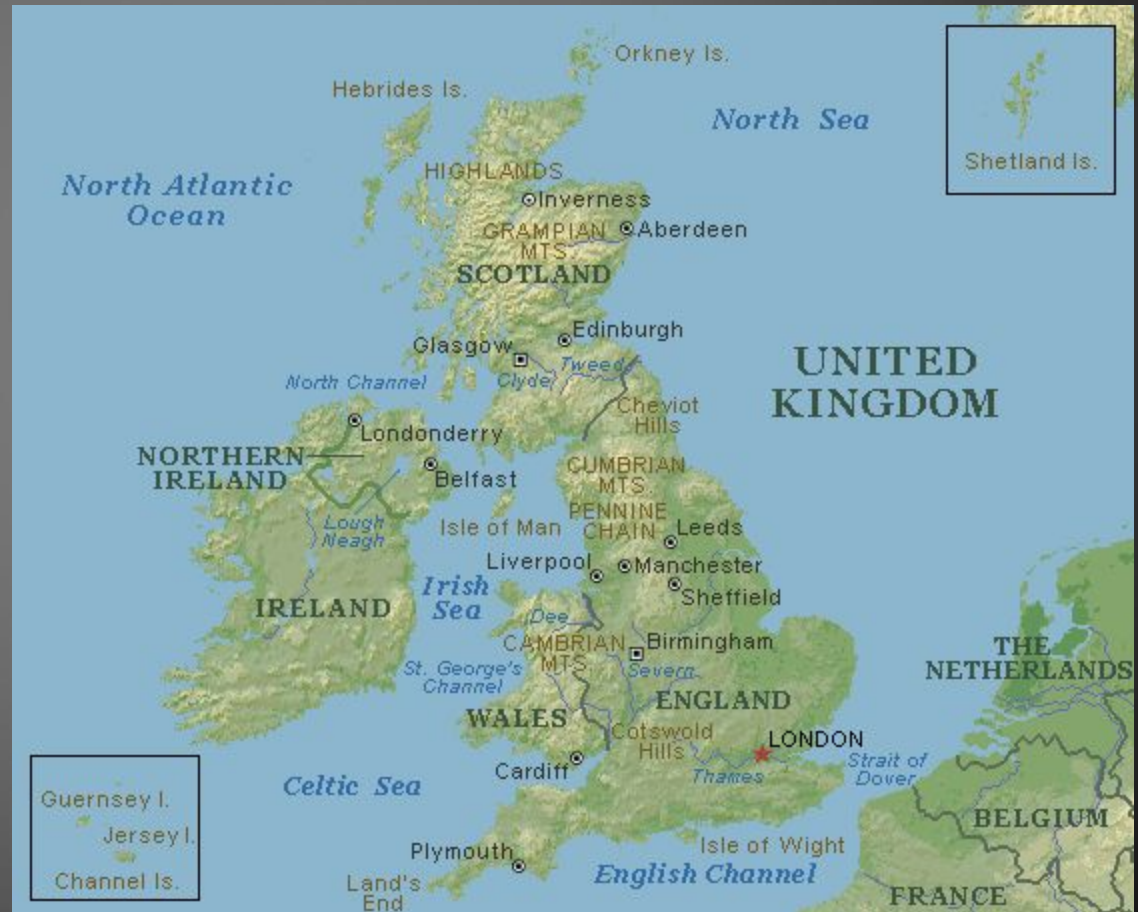 Orkney Is.
Hebrides Is.
North Sea
Shetland Is.
HIGHLANDS
North Atlantic
Ocean
Inverness
GRAMPIAN
MTS.
Aberdeen
SCOTLAND
Edinburgh
Glasgow
Tweed
Clyde
UNITED
KINGDOM
North Channel
Cheviot
Hills
Londonderry
NORTHERN
IRELAND
Belfast
CUMBRIAN
MTS.
PENNINE
CHAIN
Lough
Neagh
Isle of Man
Leeds
Liverpool
Manchester
Sheffield
Irish
Sea
IRELAND
Dee
CAMBRIAN
MTS.
Birmingham
Severn
THE
NETHERLANDS
St. George's
Channel
ENGLAND
WALES
Cotswold
Hills
LONDON
Thames
Strait of
Dover
Cardiff
Celtic Sea
Guernsey I.
Jersey I.
Channel Is.
BELGIUM
Plymouth
Isle of Wight
English Channel
Land's
End
FRANCE